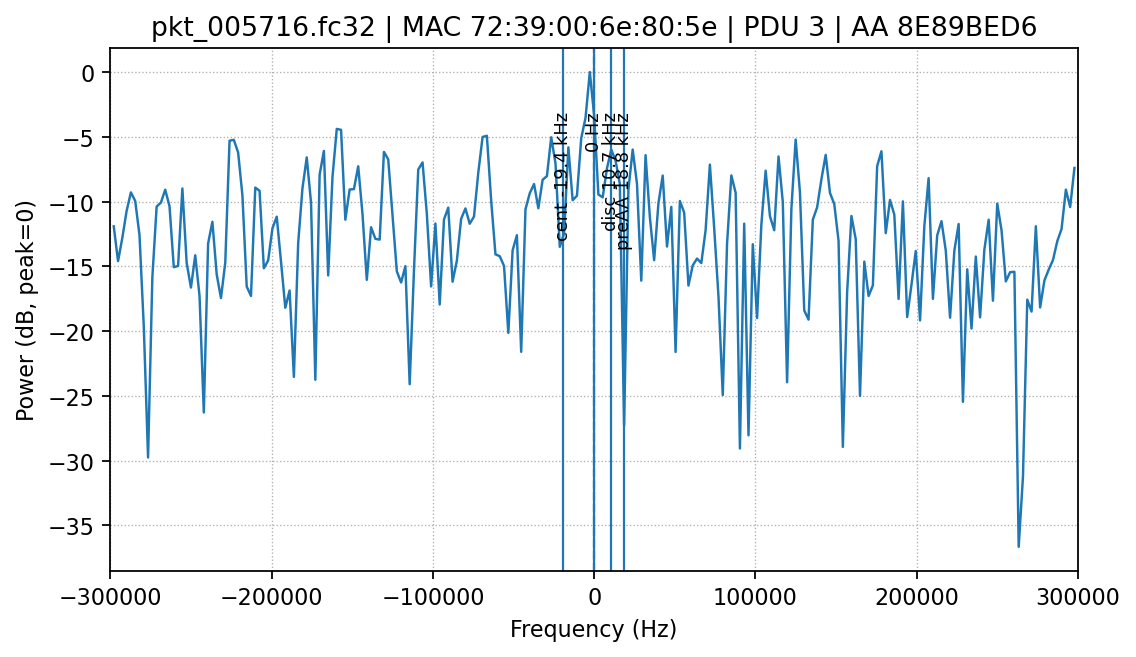 pkt_005716.fc32 | MAC 72:39:00:6e:80:5e | PDU 3 | AA 8E89BED6
Power (dB, peak=0)
0
−5
−10
−15
−20
−25
−30
−35
cent -19.4 kHz
0 Hz
disc 10.7 kHz
preAA 18.8 kHz
−300000
−200000
−100000
0
100000
200000
300000
Frequency (Hz)